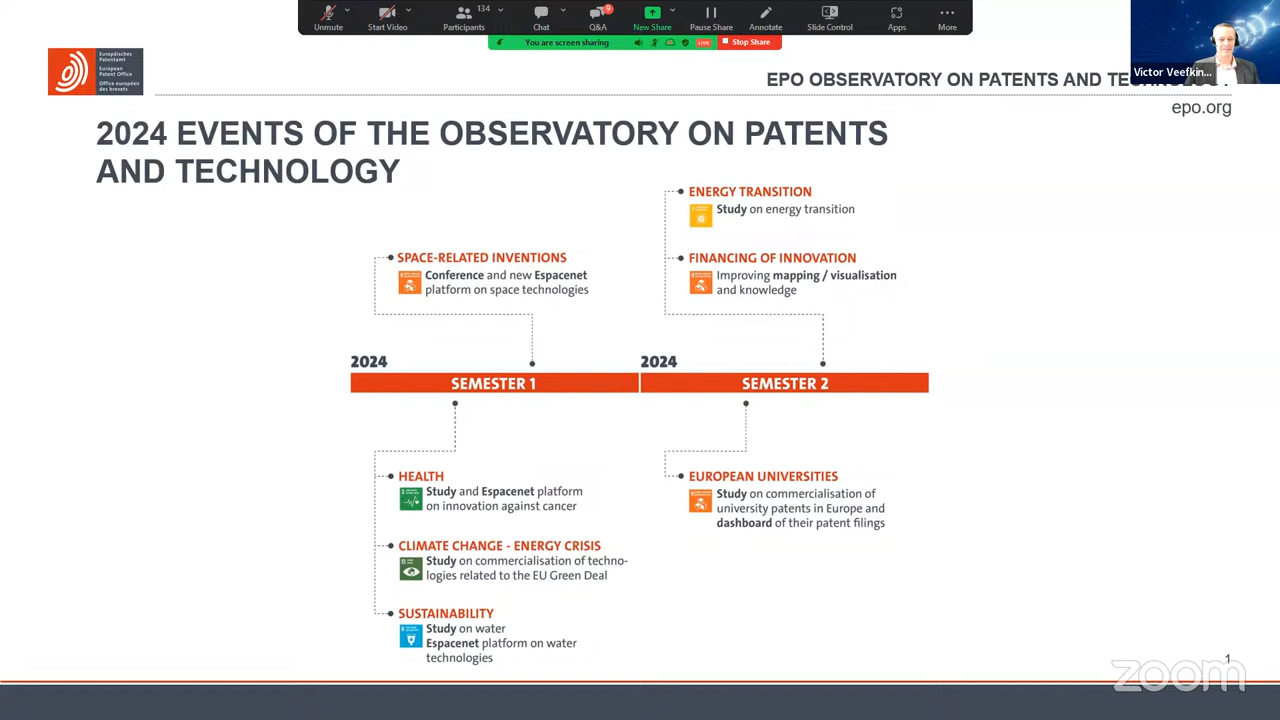 134
9
Unmute
Start Video
Participants
Chat
Q&A
New Share
Pause Share
Annotate
Slide Control
Apps
More
You are screen sharing
LIVE
Stop Share
Victor Veefkin...
Europäisches
Patentamt
European
Patent Office
Office européen
des brevets
EPO OBSERVATORY ON PATENTS AND TECHNOLOGY
epo.org
2024 EVENTS OF THE OBSERVATORY ON PATENTS
AND TECHNOLOGY
ENERGY TRANSITION
Study on energy transition
SPACE-RELATED INVENTIONS
Conference and new Espacenet
platform on space technologies
FINANCING OF INNOVATION
Improving mapping / visualisation
and knowledge
2024
SEMESTER 1
2024
SEMESTER 2
HEALTH
Study and Espacenet platform
on innovation against cancer
CLIMATE CHANGE - ENERGY CRISIS
Study on commercialisation of techno-
logies related to the EU Green Deal
SUSTAINABILITY
Study on water
Espacenet platform on water
technologies
EUROPEAN UNIVERSITIES
Study on commercialisation of
university patents in Europe and
dashboard of their patent filings
1
zoom